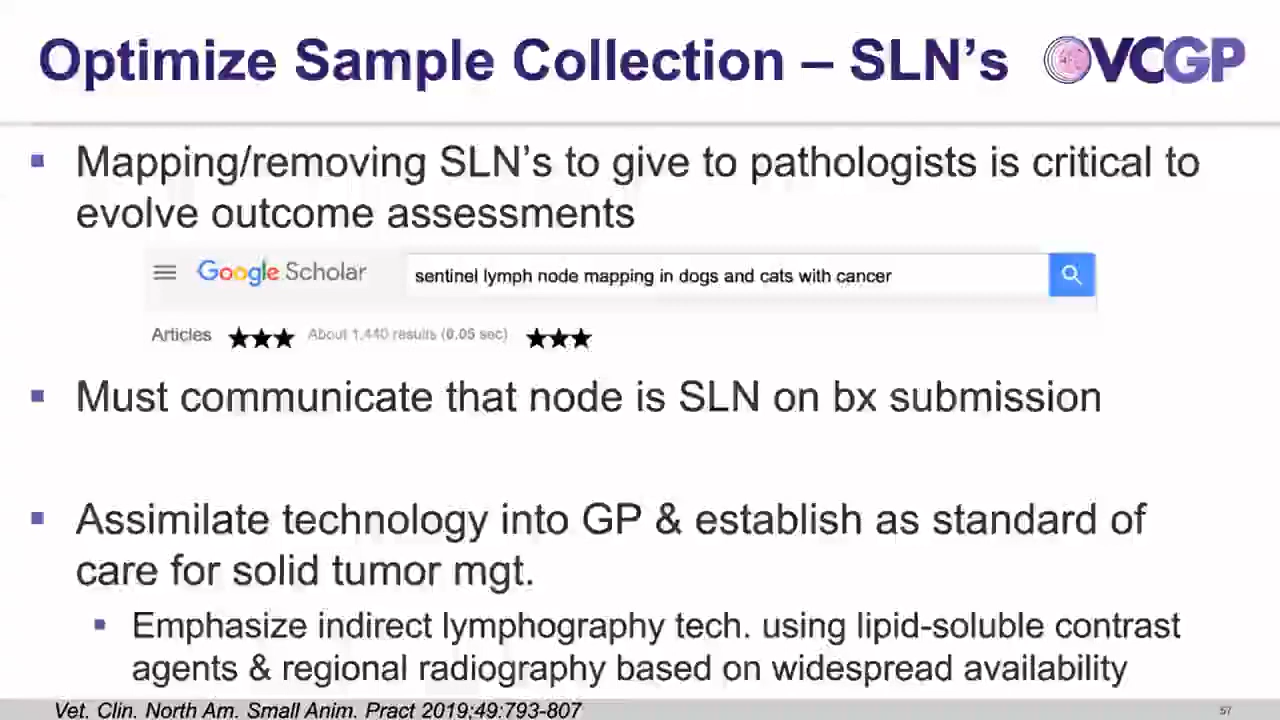 Optimize Sample Collection – SLN's
VCGP
Mapping/removing SLN's to give to pathologists is critical to
evolve outcome assessments
Google Scholar
sentinel lymph node mapping in dogs and cats with cancer
Articles ★★★ About 1,440 results (0.05 sec) ★★★
Must communicate that node is SLN on bx submission
Assimilate technology into GP & establish as standard of
care for solid tumor mgt.
Emphasize indirect lymphography tech. using lipid-soluble contrast
agents & regional radiography based on widespread availability
Vet. Clin. North Am. Small Anim. Pract 2019;49:793-807
57